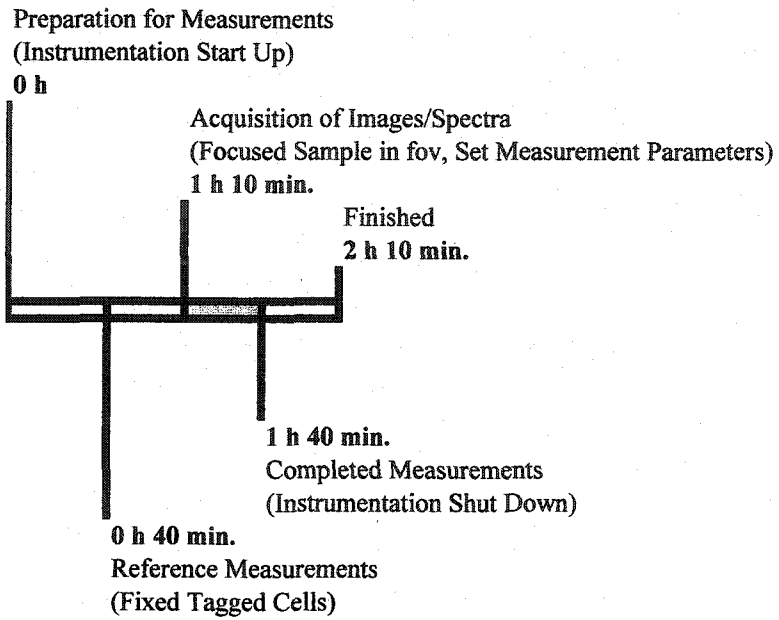 Preparation for Measurements
(Instrumentation Start Up)
0 h
Acquisition of Images/Spectra
(Focused Sample in fov, Set Measurement Parameters)
1 h 10 min.
Finished
2 h 10 min.
1 h 40 min.
Completed Measurements
(Instrumentation Shut Down)
0 h 40 min.
Reference Measurements
(Fixed Tagged Cells)